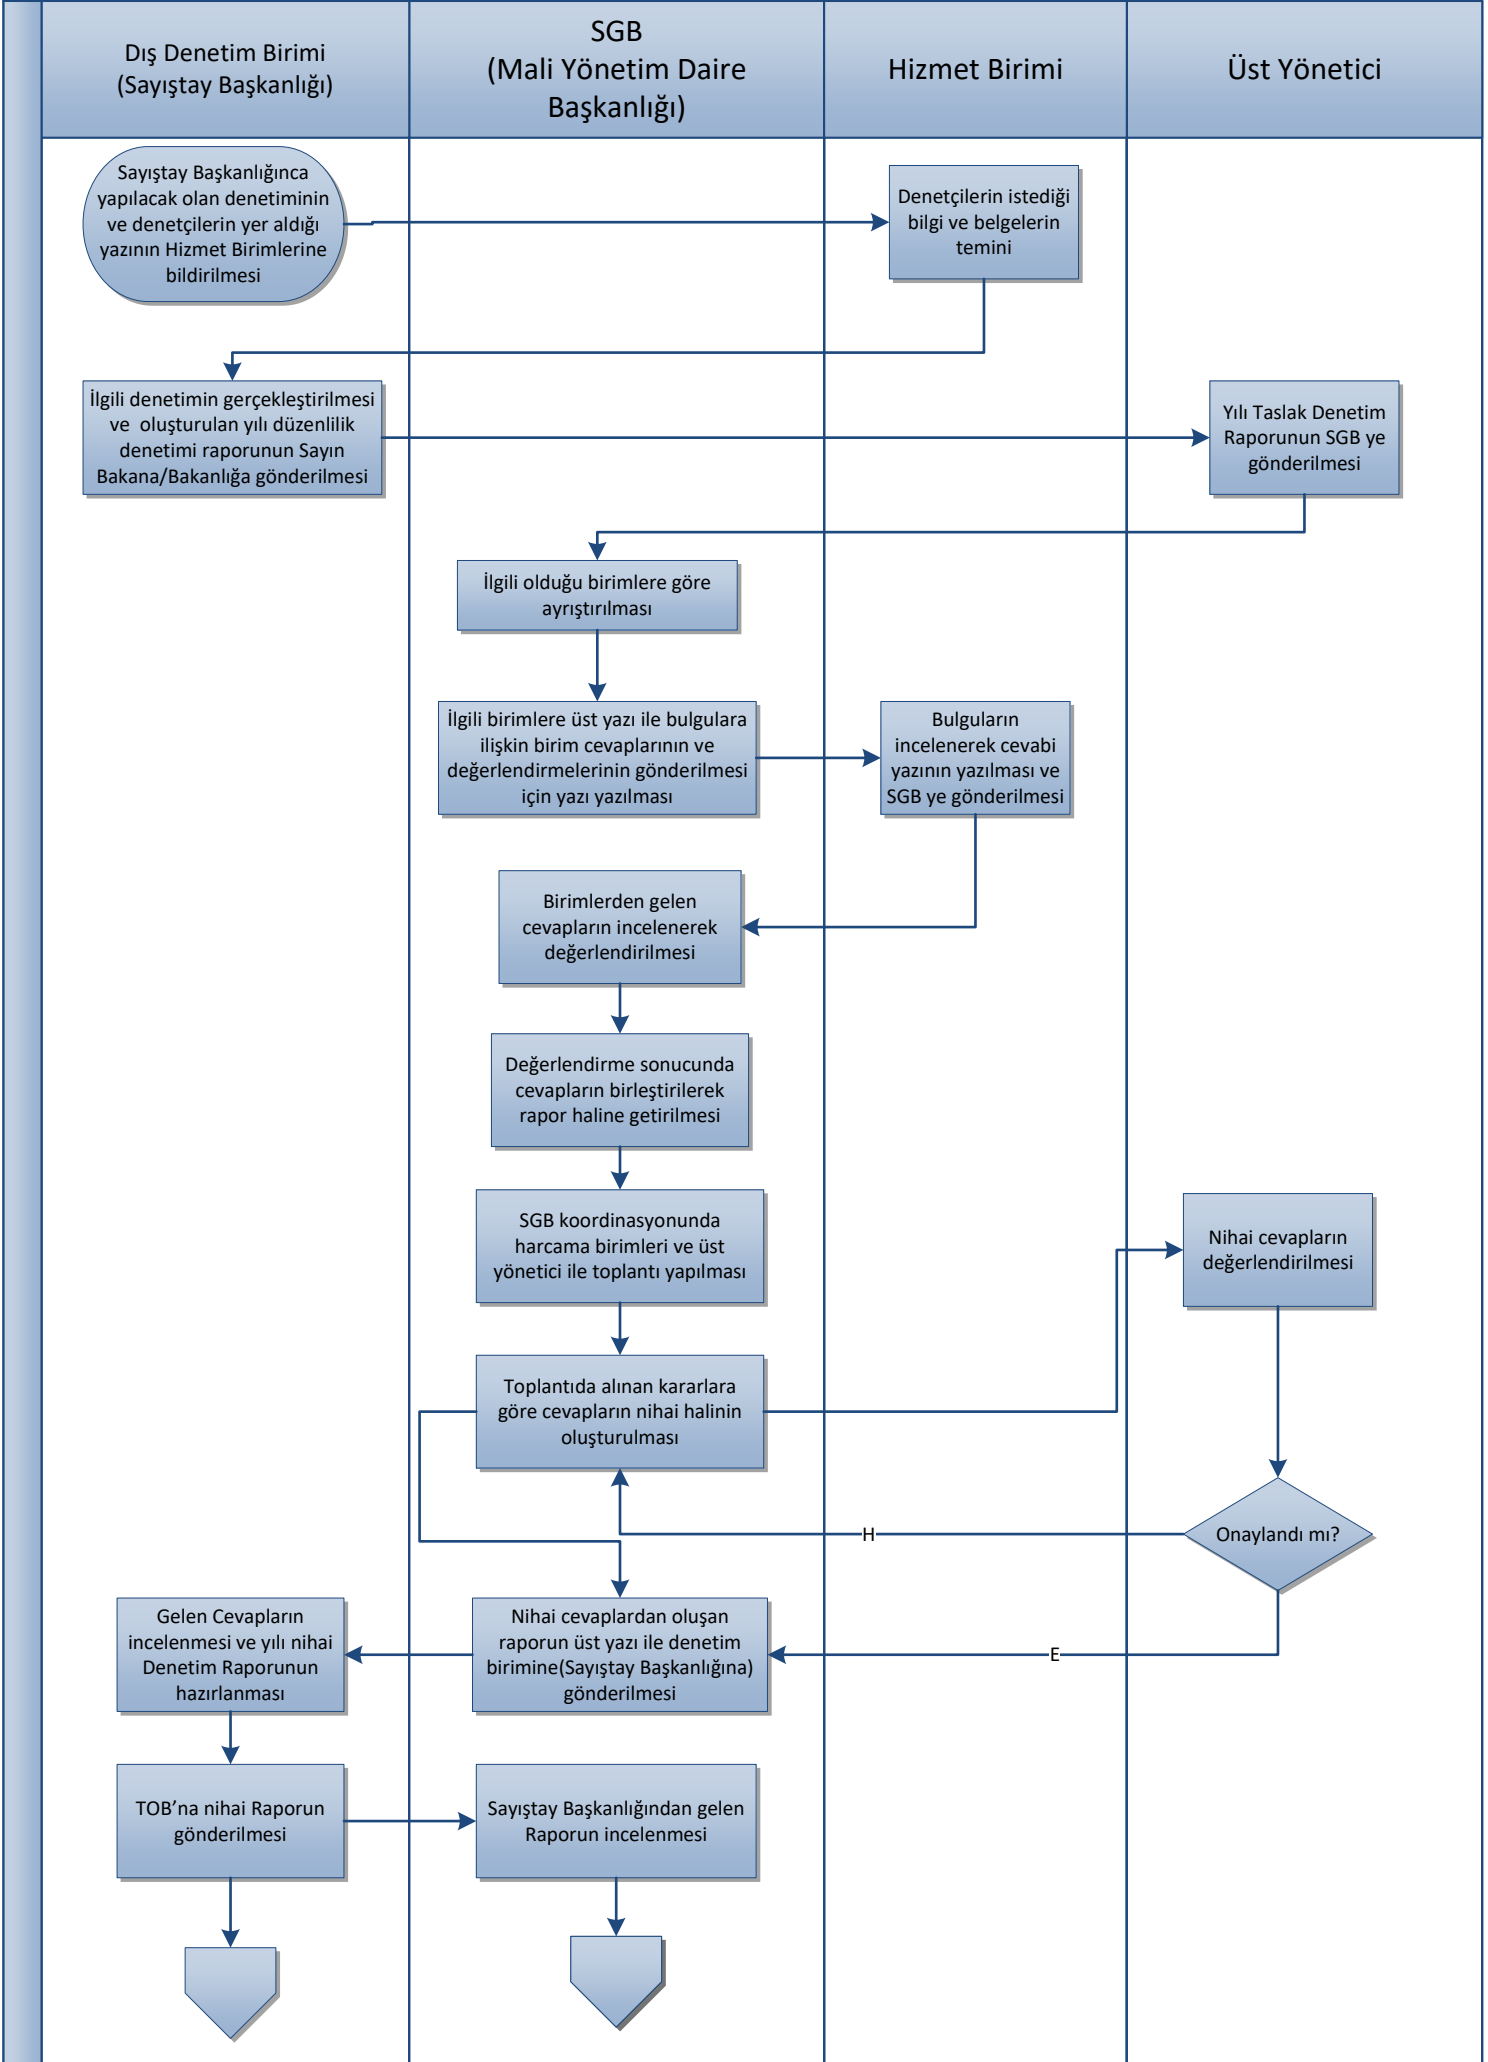 Dış Denetim Birimi
(Sayıştay Başkanlığı)
SGB
(Mali Yönetim Daire
Başkanlığı)
Hizmet Birimi
Üst Yönetici
Sayıştay Başkanlığınca
yapılacak olan denetiminin
ve denetçilerin yer aldığı
yazının Hizmet Birimlerine
bildirilmesi
Denetçilerin istediği
bilgi ve belgelerin
temini
İlgili denetimin gerçekleştirilmesi
ve oluşturulan yılı düzenlilik
denetimi raporunun Sayın
Bakana/Bakanlığa gönderilmesi
Yılı Taslak Denetim
Raporunun SGB ye
gönderilmesi
İlgili olduğu birimlere göre
ayrıştırılması
İlgili birimlere üst yazı ile bulgulara
ilişkin birim cevaplarının ve
değerlendirmelerinin gönderilmesi
için yazı yazılması
Bulguların
incelenerek cevabi
yazının yazılması ve
SGB ye gönderilmesi
Birimlerden gelen
cevapların incelenerek
değerlendirilmesi
Değerlendirme sonucunda
cevapların birleştirilerek
rapor haline getirilmesi
SGB koordinasyonunda
harcama birimleri ve üst
yönetici ile toplantı yapılması
Nihai cevapların
değerlendirilmesi
Toplantıda alınan kararlara
göre cevapların nihai halinin
oluşturulması
Onaylandı mı?
H
E
Nihai cevaplardan oluşan
raporun üst yazı ile denetim
birimine(Sayıştay Başkanlığına)
gönderilmesi
Gelen Cevapların
incelenmesi ve yılı nihai
Denetim Raporunun
hazırlanması
TOB’na nihai Raporun
gönderilmesi
Sayıştay Başkanlığından gelen
Raporun incelenmesi